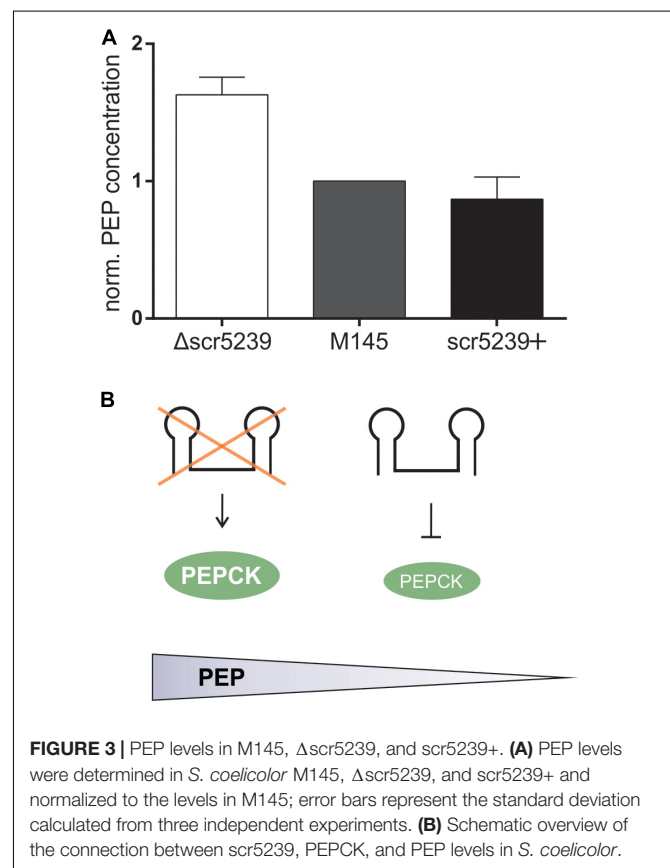 A
2
1
0
norm. PEP concentration
Δscr5239 M145 scr5239+
B
PEPCK PEPCK
PEP
FIGURE 3 | PEP levels in M145, Δscr5239, and scr5239+. (A) PEP levels
were determined in S. coelicolor M145, Δscr5239, and scr5239+ and
normalized to the levels in M145; error bars represent the standard deviation
calculated from three independent experiments. (B) Schematic overview of
the connection between scr5239, PEPCK, and PEP levels in S. coelicolor.